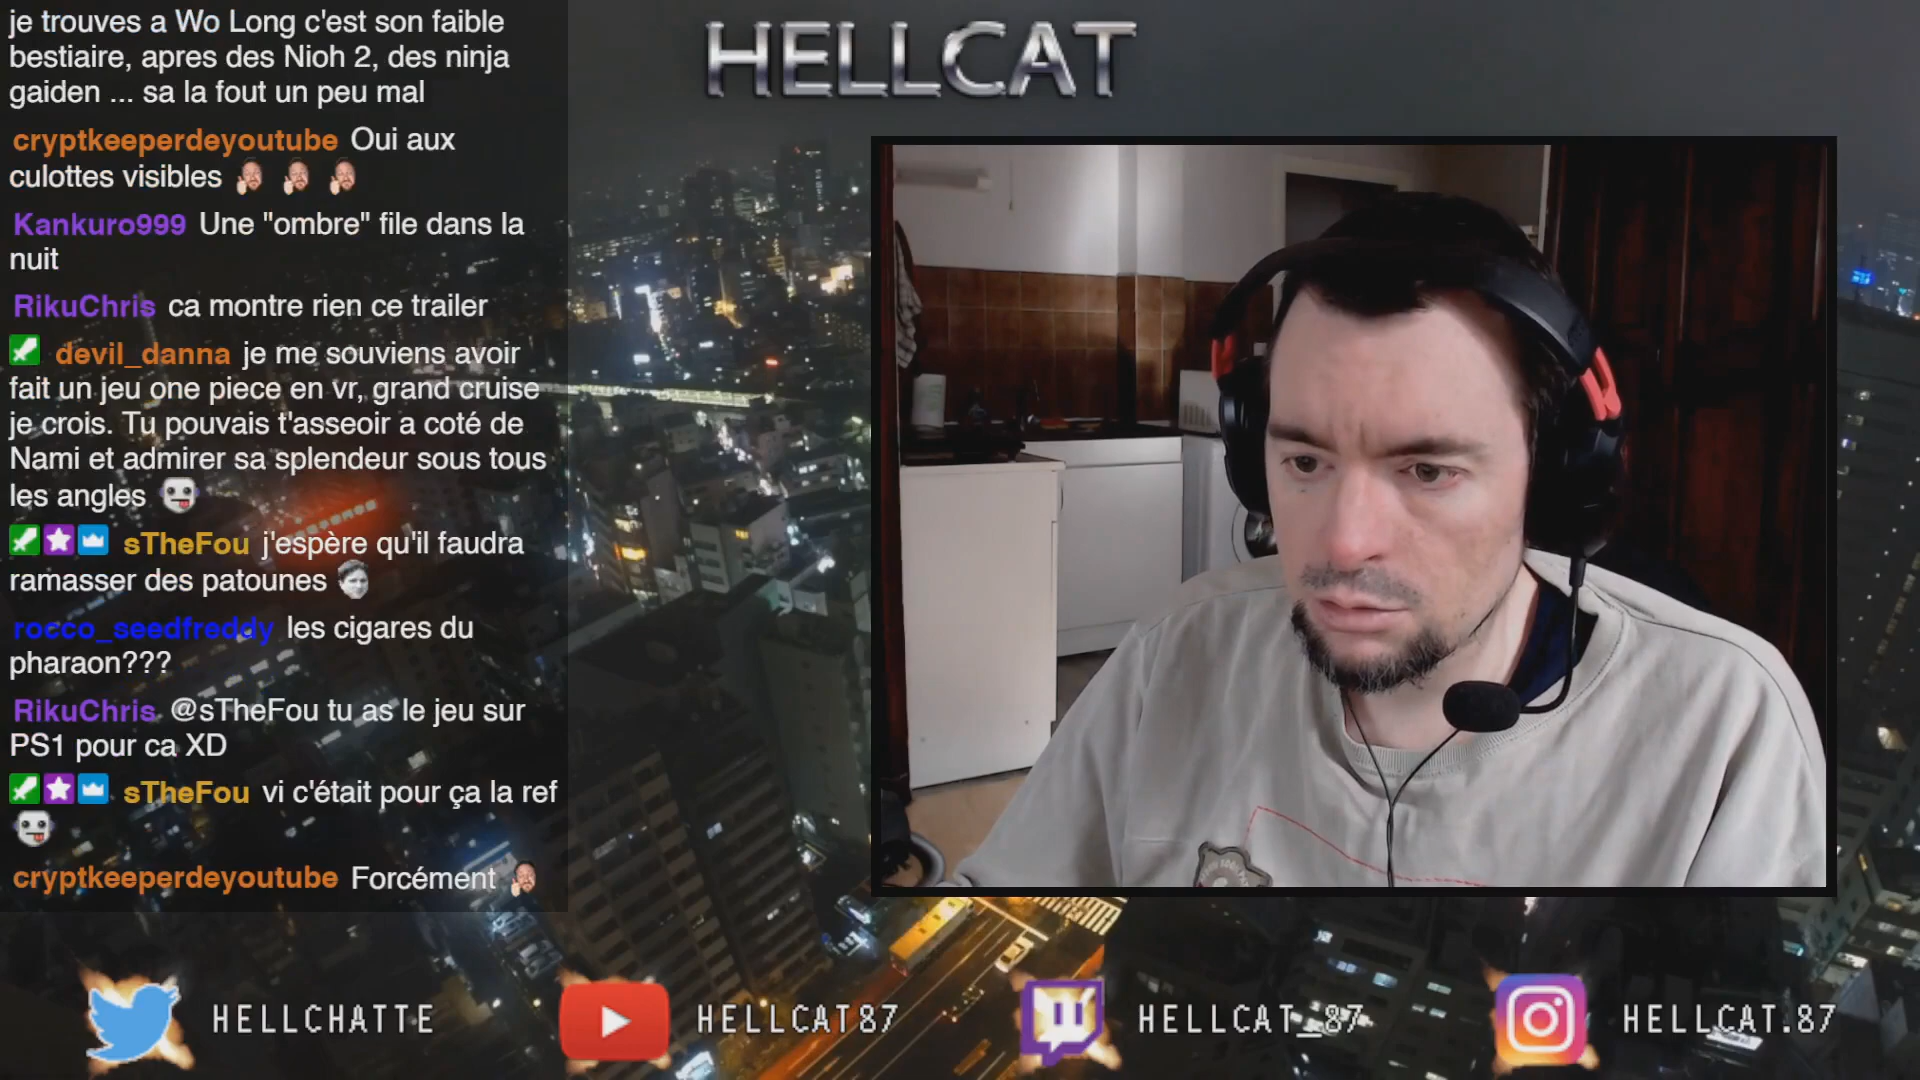 je trouves a Wo Long c'est son faible
bestiaire, apres des Nioh 2, des ninja
gaiden ... sa la fout un peu mal
cryptkeeperdeyoutube Oui aux
culottes visibles
Kankuro999 Une "ombre" file dans la
nuit
RikuChris ca montre rien ce trailer
devil_danna je me souviens avoir
fait un jeu one piece en vr, grand cruise
je crois. Tu pouvais t'asseoir a coté de
Nami et admirer sa splendeur sous tous
les angles
sTheFou j'espère qu'il faudra
ramasser des patounes
rocco_seedfreddy les cigares du
pharaon???
RikuChris @sTheFou tu as le jeu sur
PS1 pour ca XD
sTheFou vi c'était pour ça la ref
cryptkeeperdeyoutube Forcément
HELLCAT
HELLCHATTE
HELLCAT87
HELLCAT_87
HELLCAT.87